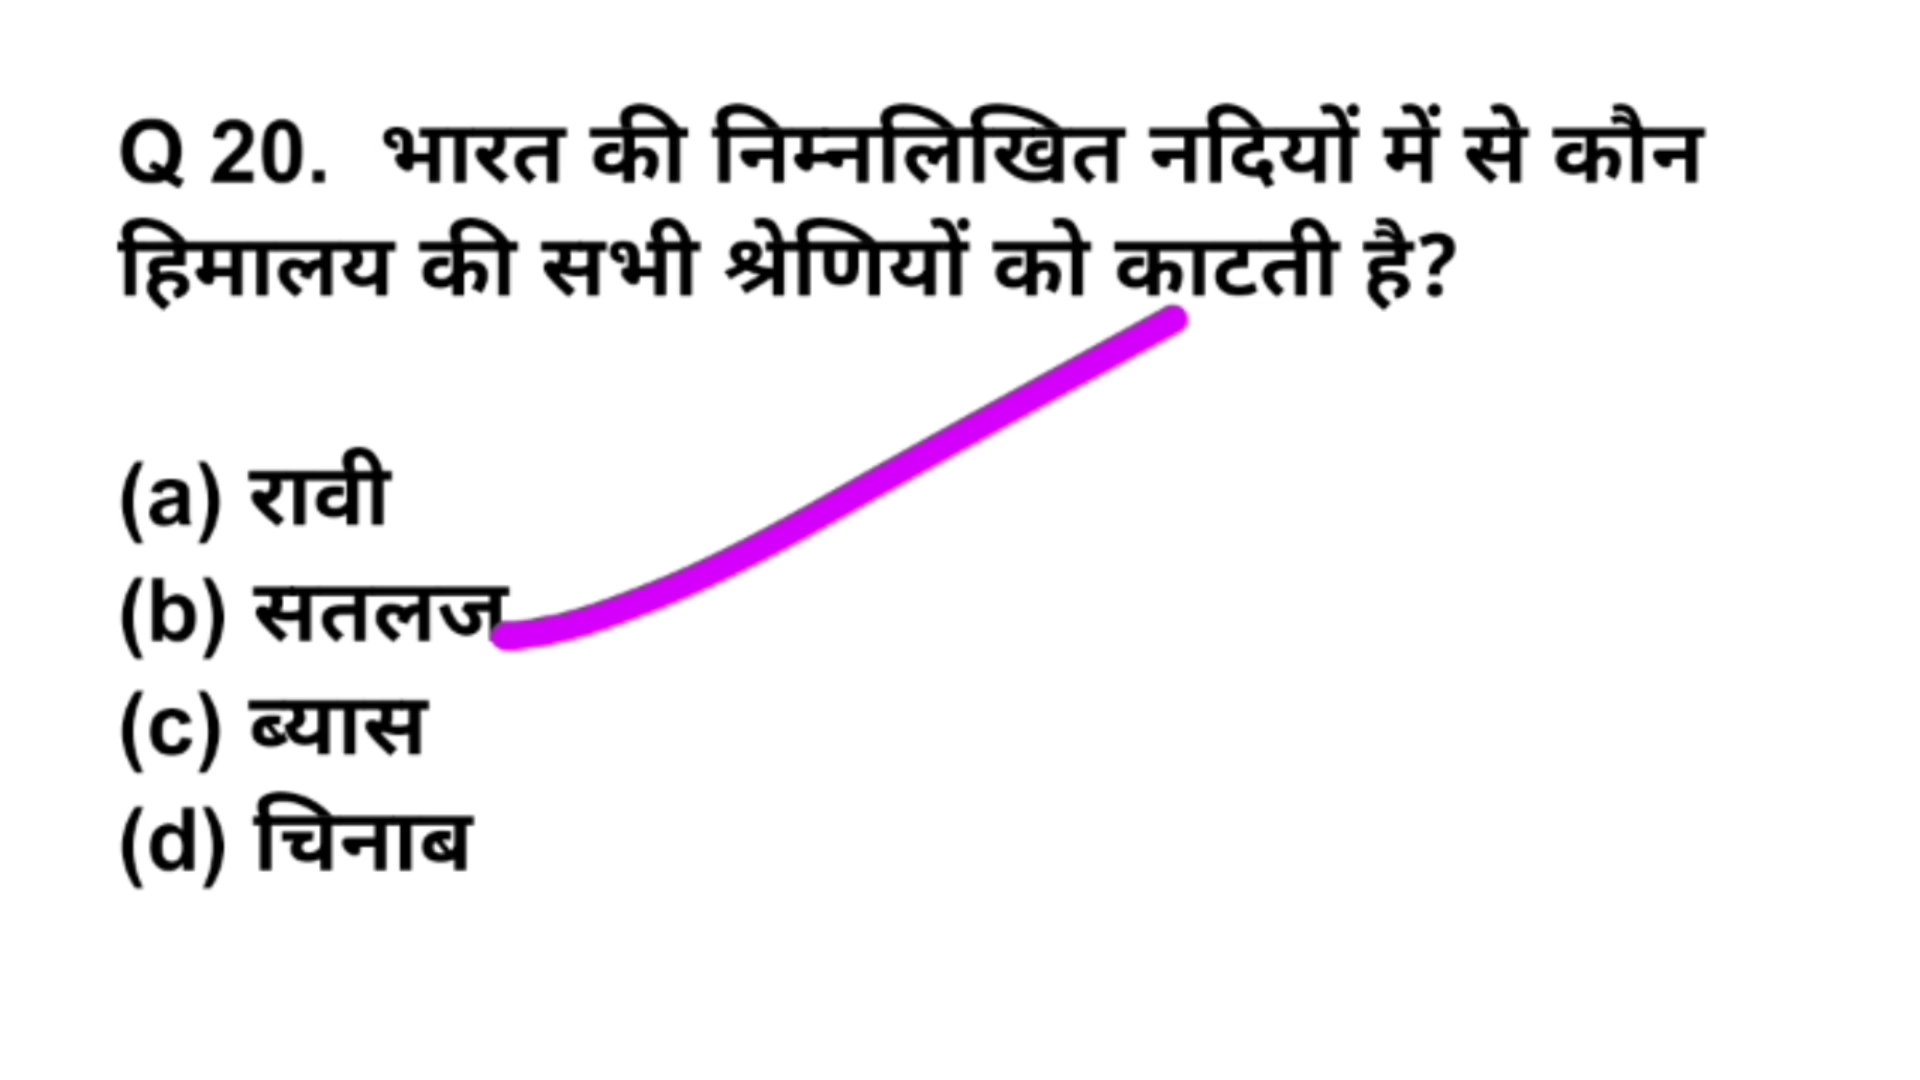 Q 20. भारत की निम्नलिखित नदियों में से कौन
हिमालय की सभी श्रेणियों को काटती है?
(a) रावी
(b) सतलज
(c) ब्यास
(d) चिनाब